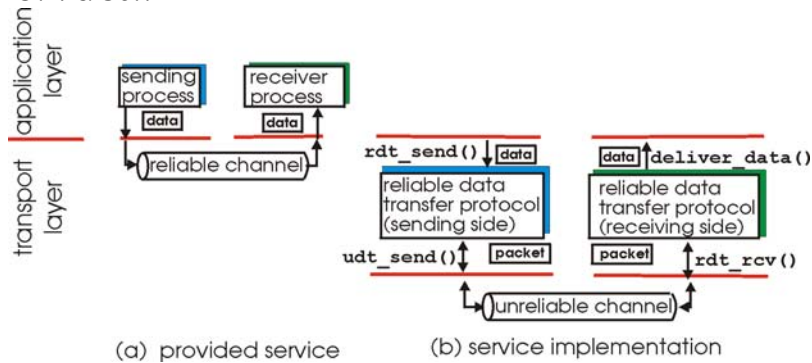 application
layer
transport
layer
sending
process
data
receiver
process
data
reliable channel
(a) provided service
rdt_send()
data
reliable data
transfer protocol
(sending side)
udt_send()
packet
data
deliver_data()
reliable data
transfer protocol
(receiving side)
packet
rdt_rcv()
unreliable channel
(b) service implementation